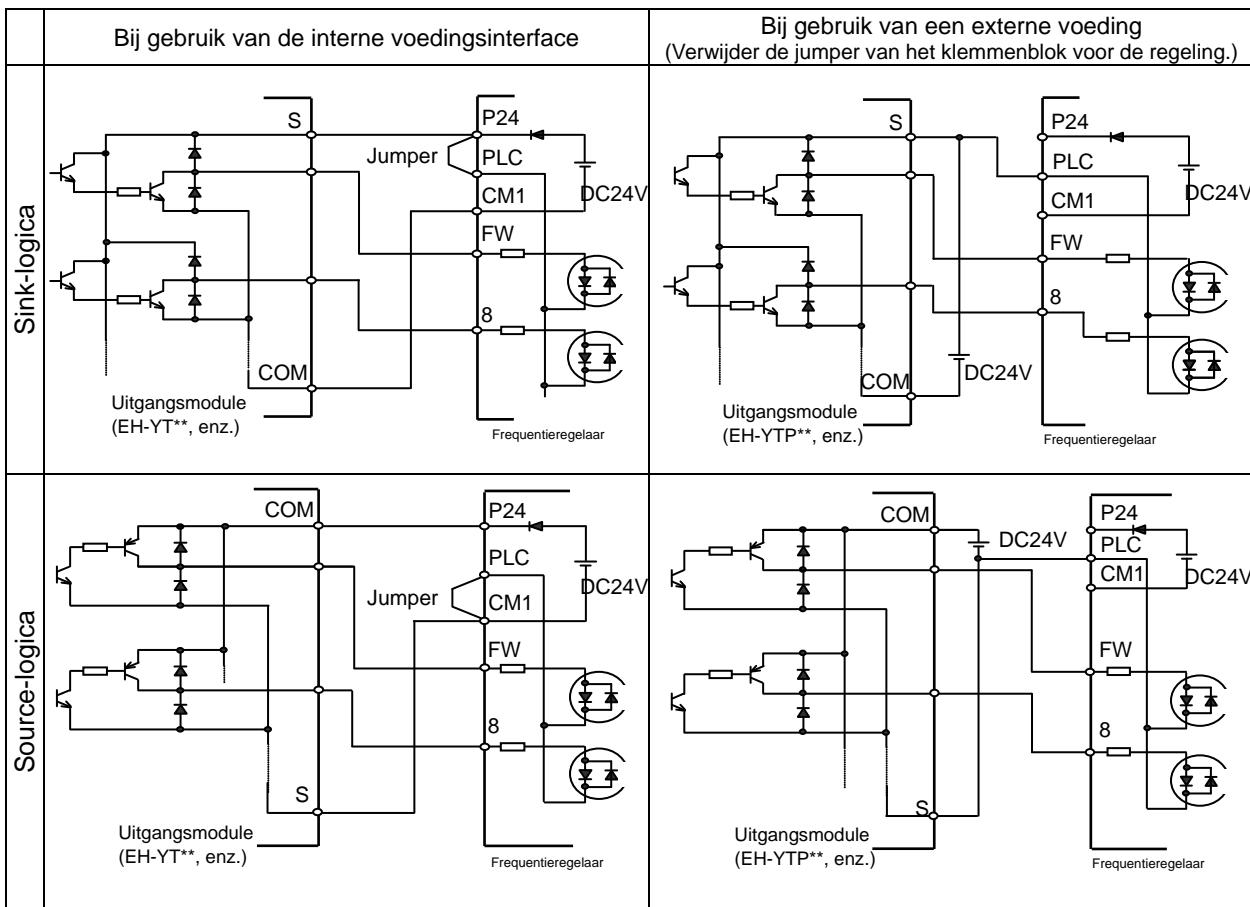 Bij gebruik van de interne voedingsinterface
Bij gebruik van een externe voeding
(Verwijder de jumper van het klemmenblok voor de regeling.)
Sink-logica
S
P24
Jumper
PLC
DC24V
CM1
FW
8
COM
Uitgangsmodule
(EH-YT**, enz.)
Frequentieregelaar
S
P24
PLC
DC24V
CM1
FW
8
DC24V
COM
Uitgangsmodule
(EH-YTP**, enz.)
Frequentieregelaar
Source-logica
COM
P24
PLC
DC24V
Jumper
CM1
FW
8
S
Uitgangsmodule
(EH-YT**, enz.)
Frequentieregelaar
COM
P24
DC24V
PLC
CM1
DC24V
FW
8
S
Uitgangsmodule
(EH-YTP**, enz.)
Frequentieregelaar